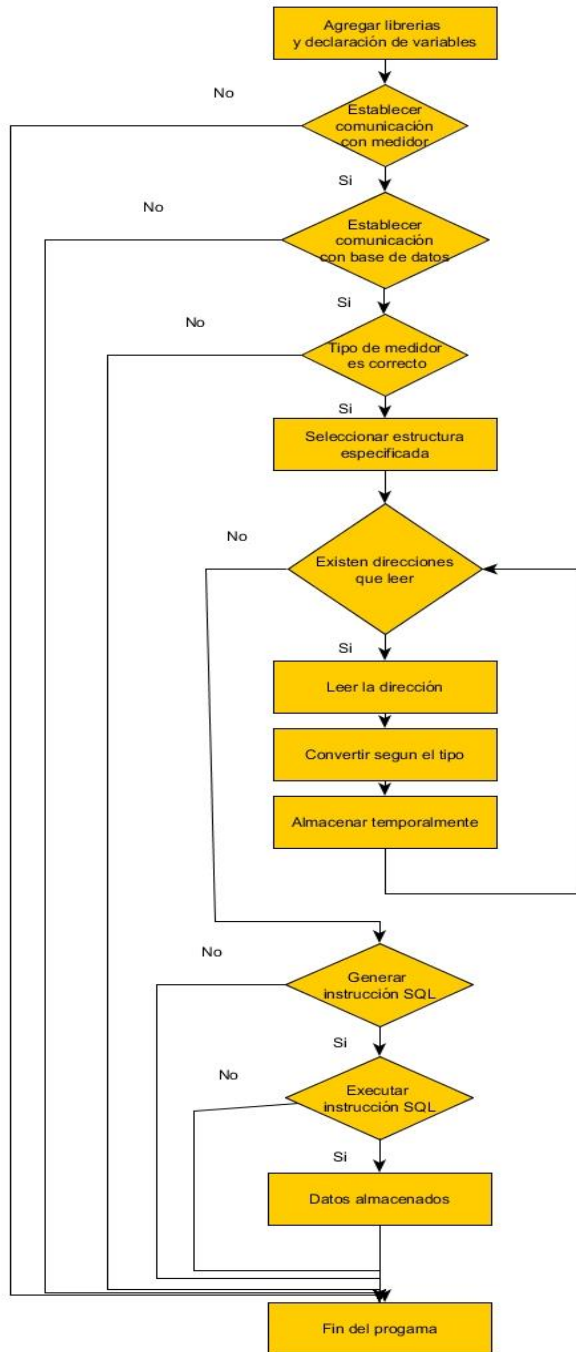 Agregar librerias
y declaración de variables
No
Establecer
comunicación
con medidor
Si
No
Establecer
comunicación
con base de datos
Si
No
Tipo de medidor
es correcto
Si
Seleccionar estructura
especificada
No
Existen direcciones
que leer
Si
Leer la dirección
Convertir segun el tipo
Almacenar temporalmente
No
Generar
instrucción SQL
Si
No
Executar
instrucción SQL
Si
Datos almacenados
Fin del progama